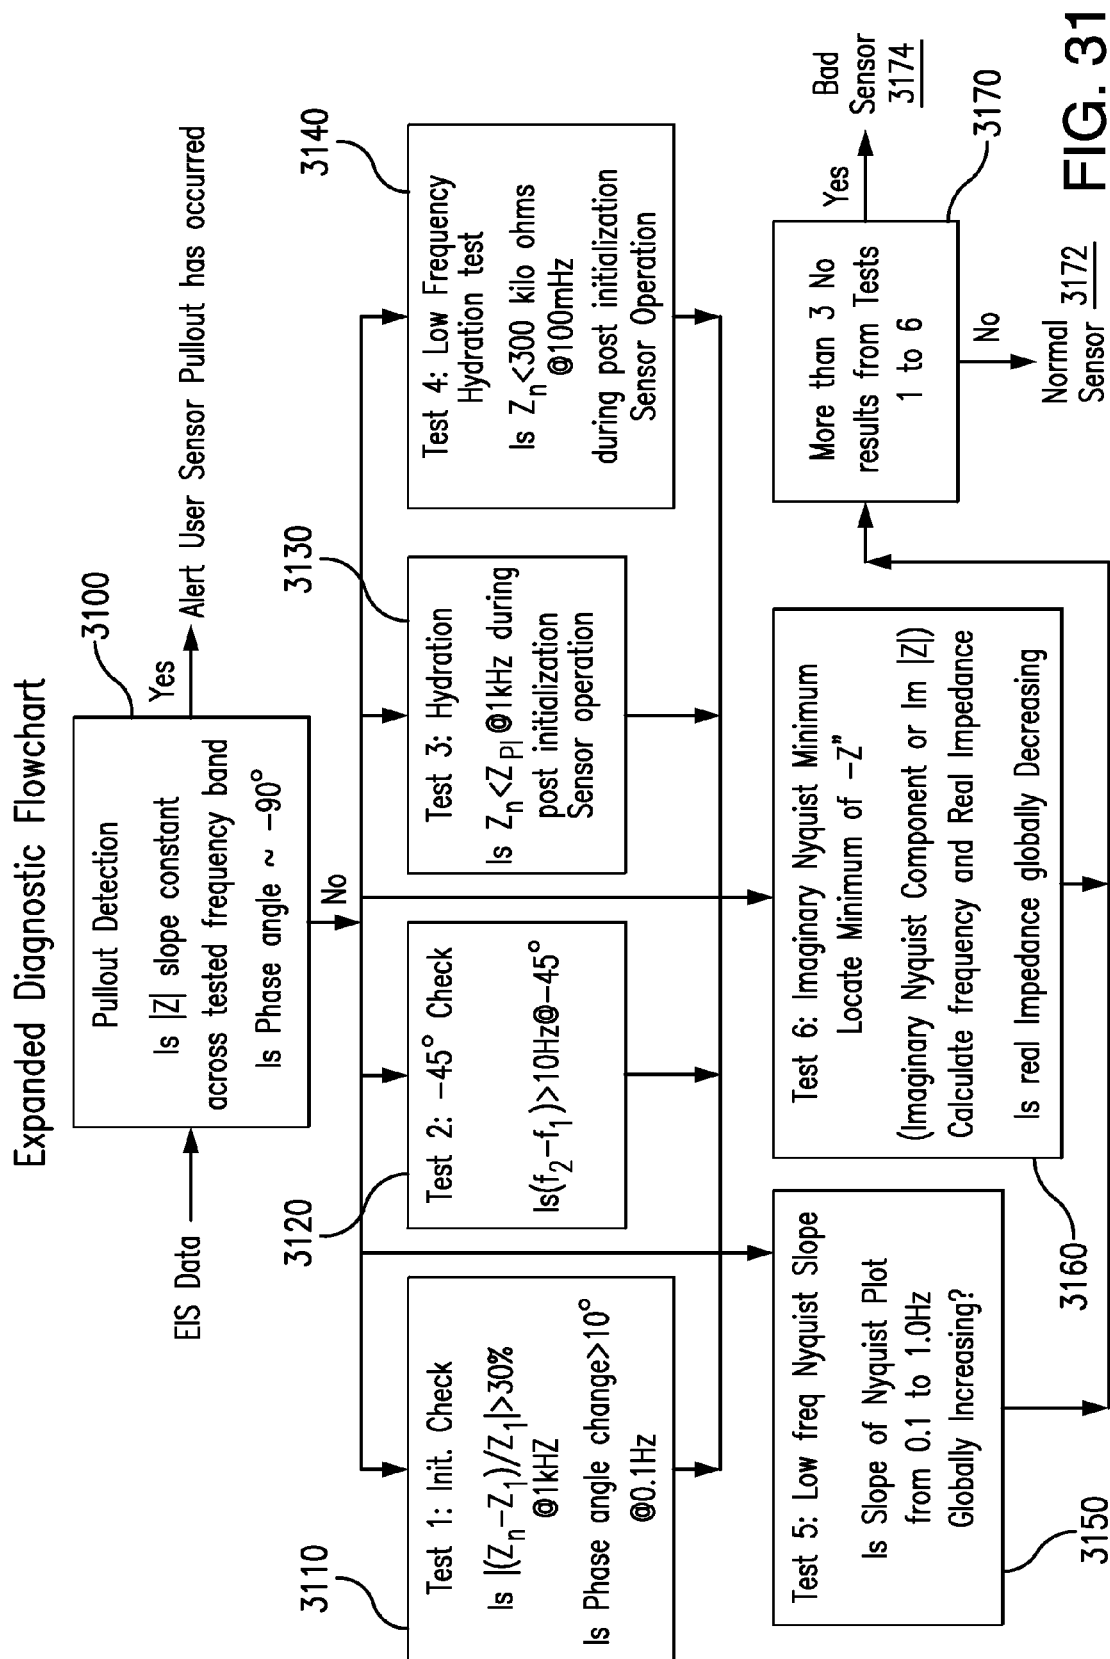 Expanded Diagnostic Flowchart
EIS Data
Pullout Detection
Is |Z| slope constant
across tested frequency band
Is Phase angle ~ −90°
3100
Yes
Alert User Sensor Pullout has occurred
No
3110
Test 1: Init. Check
Is |(Zn−Z1)/Z1|>30%
@1kHZ
Is Phase angle change>10°
@0.1Hz
3120
Test 2: −45° Check
Is(f2−f1)>10Hz@−45°
3130
Test 3: Hydration
Is Zn<ZPI @1kHz during
post initialization
Sensor operation
3140
Test 4: Low Frequency
Hydration test
Is Zn<300 kilo ohms
@100mHz
during post initialization
Sensor Operation
Test 5: Low freq Nyquist Slope
Is Slope of Nyquist Plot
from 0.1 to 1.0Hz
Globally Increasing?
3150
Test 6: Imaginary Nyquist Minimum
Locate Minimum of −Z”
(Imaginary Nyquist Component or Im |Z|)
Calculate frequency and Real Impedance
Is real Impedance globally Decreasing
3160
More than 3 No
results from Tests
1 to 6
3170
Yes
Bad
Sensor
3174
No
Normal
Sensor 3172
FIG. 31